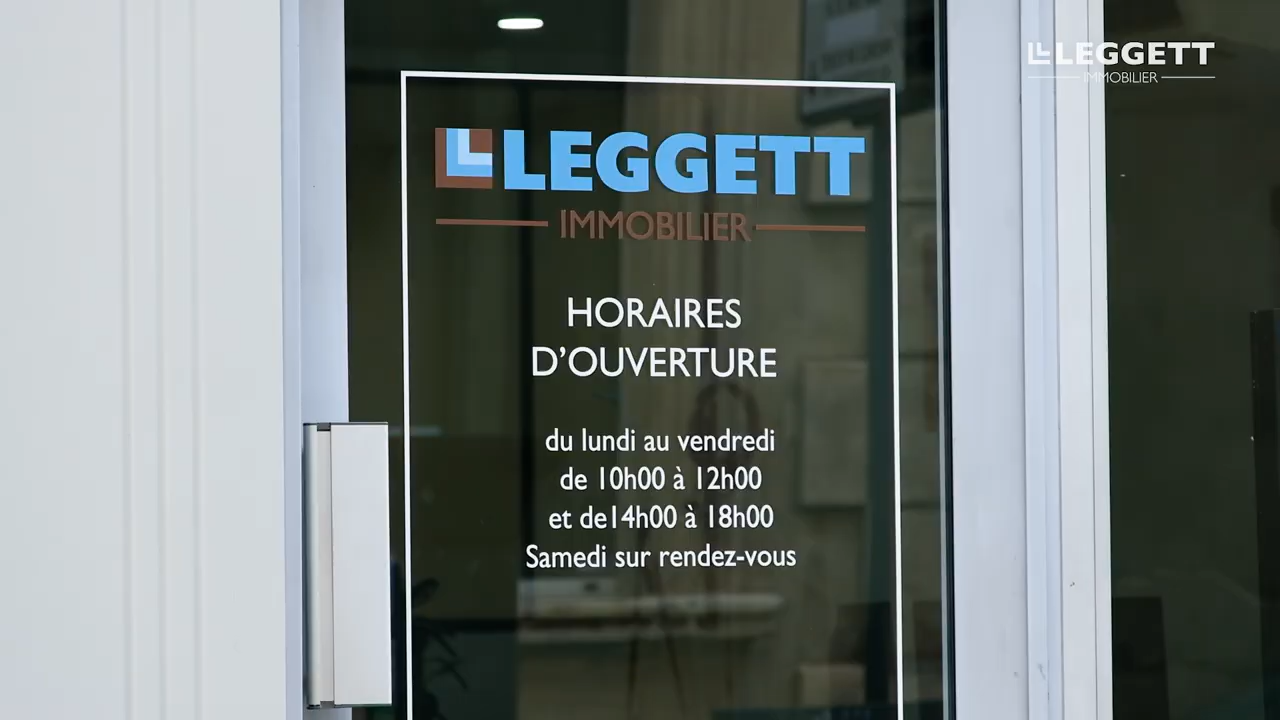 LEGGETT
IMMOBILIER
LEGGETT
IMMOBILIER
HORAIRES
D'OUVERTURE
du lundi au vendredi
de 10h00 à 12h00
et de14h00 à 18h00
Samedi sur rendez-vous